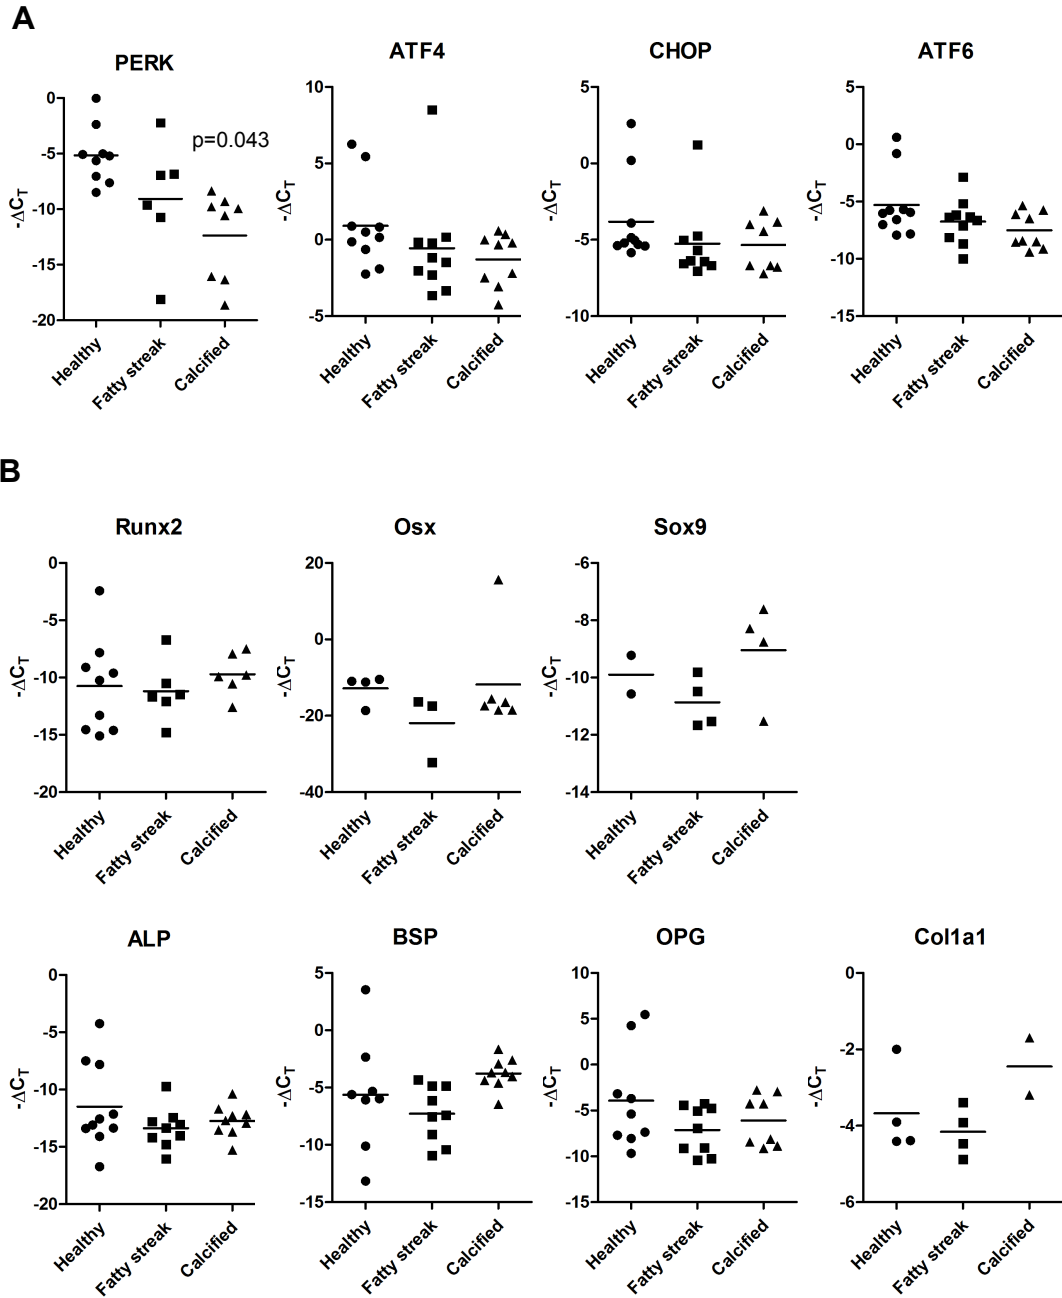 A
PERK
ATF4
CHOP
ATF6
0
-5
-10
-15
-20
-ΔCT
p=0.043
Healthy
Fatty streak
Calcified
10
5
0
-5
-ΔCT
Healthy
Fatty streak
Calcified
5
0
-5
-10
-ΔCT
Healthy
Fatty streak
Calcified
5
0
-5
-10
-15
-ΔCT
Healthy
Fatty streak
Calcified
B
Runx2
Osx
Sox9
0
-5
-10
-15
-20
-ΔCT
Healthy
Fatty streak
Calcified
20
0
-20
-40
-ΔCT
Healthy
Fatty streak
Calcified
-6
-8
-10
-12
-14
-ΔCT
Healthy
Fatty streak
Calcified
ALP
BSP
OPG
Col1a1
0
-5
-10
-15
-20
-ΔCT
Healthy
Fatty streak
Calcified
5
0
-5
-10
-15
-ΔCT
Healthy
Fatty streak
Calcified
10
5
0
-5
-10
-15
-ΔCT
Healthy
Fatty streak
Calcified
0
-2
-4
-6
-ΔCT
Healthy
Fatty streak
Calcified